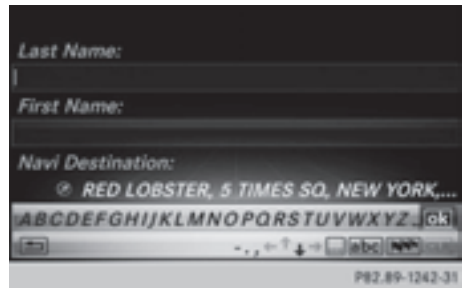 Last Name:
First Name:
Navi Destination:
RED LOBSTER, 5 TIMES SQ, NEW YORK,...
ABCDEFGHIJKLMNOPQRSTUVWXYZ_ ok
- . , ←↑↓→ abc
P82.89-1242-31